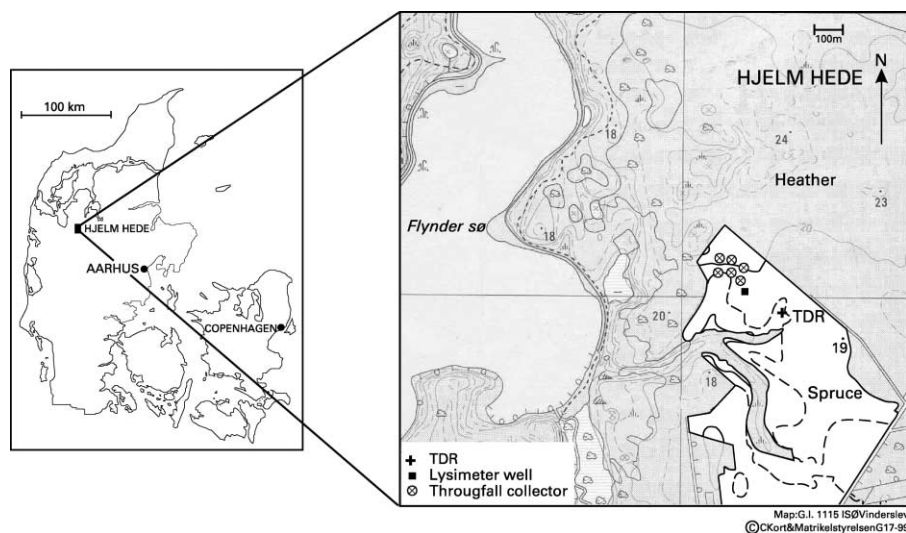 100 km
HJELM HEDE
AARHUS
COPENHAGEN
100m
HJELM HEDE
N
18
24
Heather
23
Flynder sø
18
20
20
TDR
19
18
Spruce
TDR
Lysimeter well
Througfall collector
Map:G.I. 1115 ISØVinderslev
©CKort&MatrikelstyrelsenG17-99